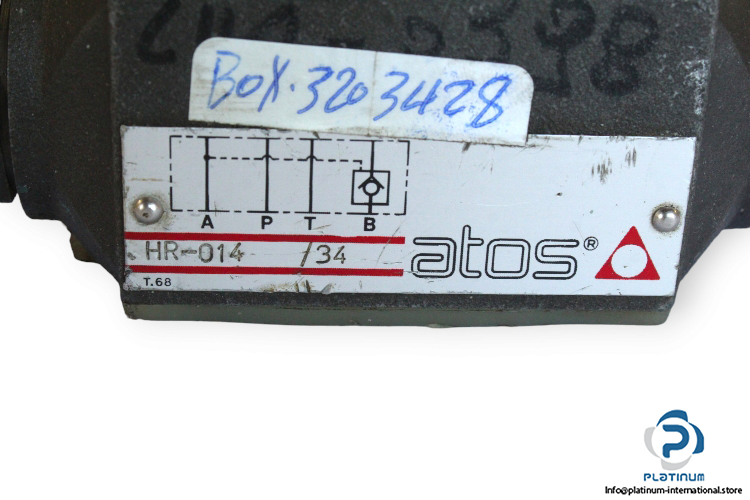 BOX.3203428
A P T B
HR-014 /34
atos®
T.68
PLATINUM
Info@platinum-international.store